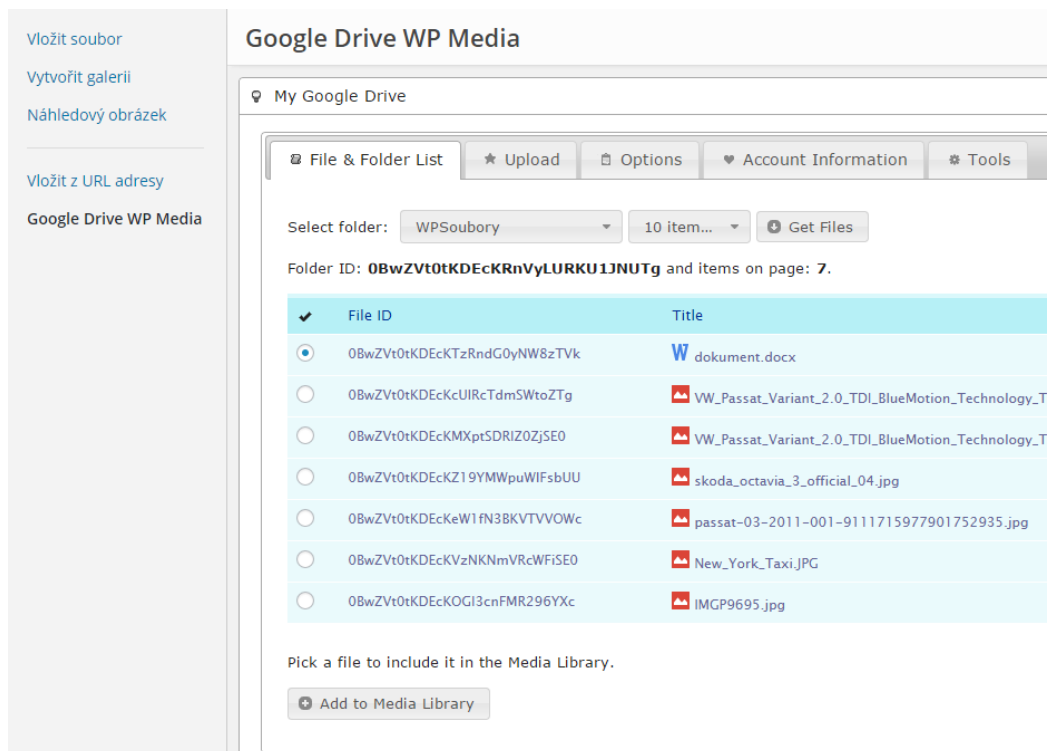 Vložit soubor
Vytvořit galerii
Náhledový obrázek
Vložit z URL adresy
Google Drive WP Media
Google Drive WP Media
My Google Drive
File & Folder List Upload Options Account Information Tools
Select folder: WPSoubory 10 item... Get Files
Folder ID: 0BwZVt0tKDEcKRnVyLURKU1JNUTg and items on page: 7.
File ID Title
0BwZVt0tKDEcKTzRndG0yNW8zTVk dokument.docx
0BwZVt0tKDEcKcUlRcTdmSWtoZTg VW_Passat_Variant_2.0_TDI_BlueMotion_Technology_T
0BwZVt0tKDEcKMXptSDRIZ0ZjSE0 VW_Passat_Variant_2.0_TDI_BlueMotion_Technology_T
0BwZVt0tKDEcKZ19YMWpuWlFsbUU skoda_octavia_3_official_04.jpg
0BwZVt0tKDEcKeW1fN3BKVTVVOWc passat-03-2011-001-9111715977901752935.jpg
0BwZVt0tKDEcKVzNKNmVRcWFiSE0 New_York_Taxi.JPG
0BwZVt0tKDEcKOGl3cnFMR296YXc IMGP9695.jpg
Pick a file to include it in the Media Library.
Add to Media Library